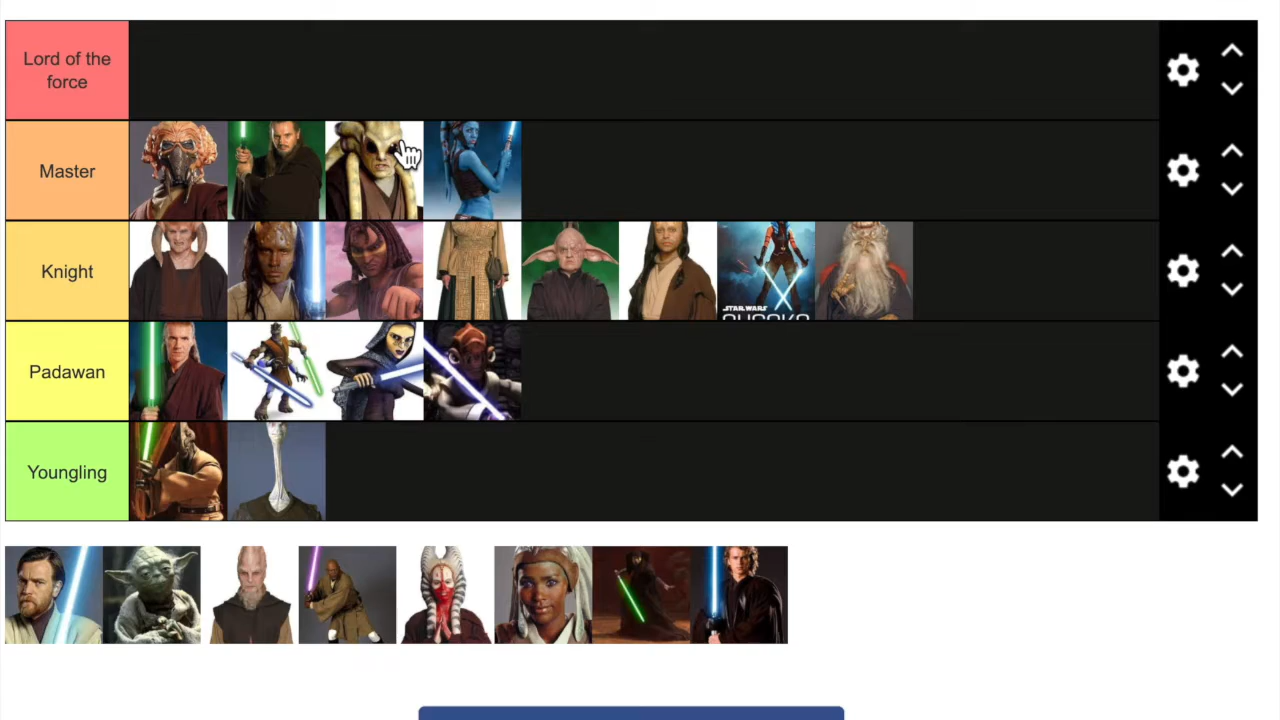 Lord of the
force
Master
Knight
STAR WARS
Padawan
Youngling